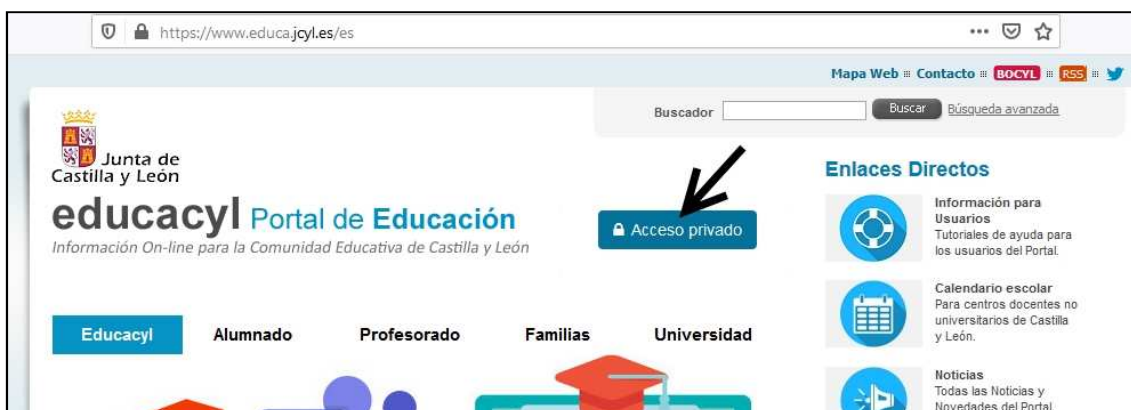 https://www.educa.jcyl.es/es
Mapa Web Contacto BOCYL RSS
Buscador Buscar Búsqueda avanzada
Junta de
Castilla y León
educacyl Portal de Educación
Información On-line para la Comunidad Educativa de Castilla y León
Acceso privado
Educacyl Alumnado Profesorado Familias Universidad
Enlaces Directos
Información para
Usuarios
Tutoriales de ayuda para
los usuarios del Portal.
Calendario escolar
Para centros docentes no
universitarios de Castilla
y León.
Noticias
Todas las Noticias y
Novedades del Portal